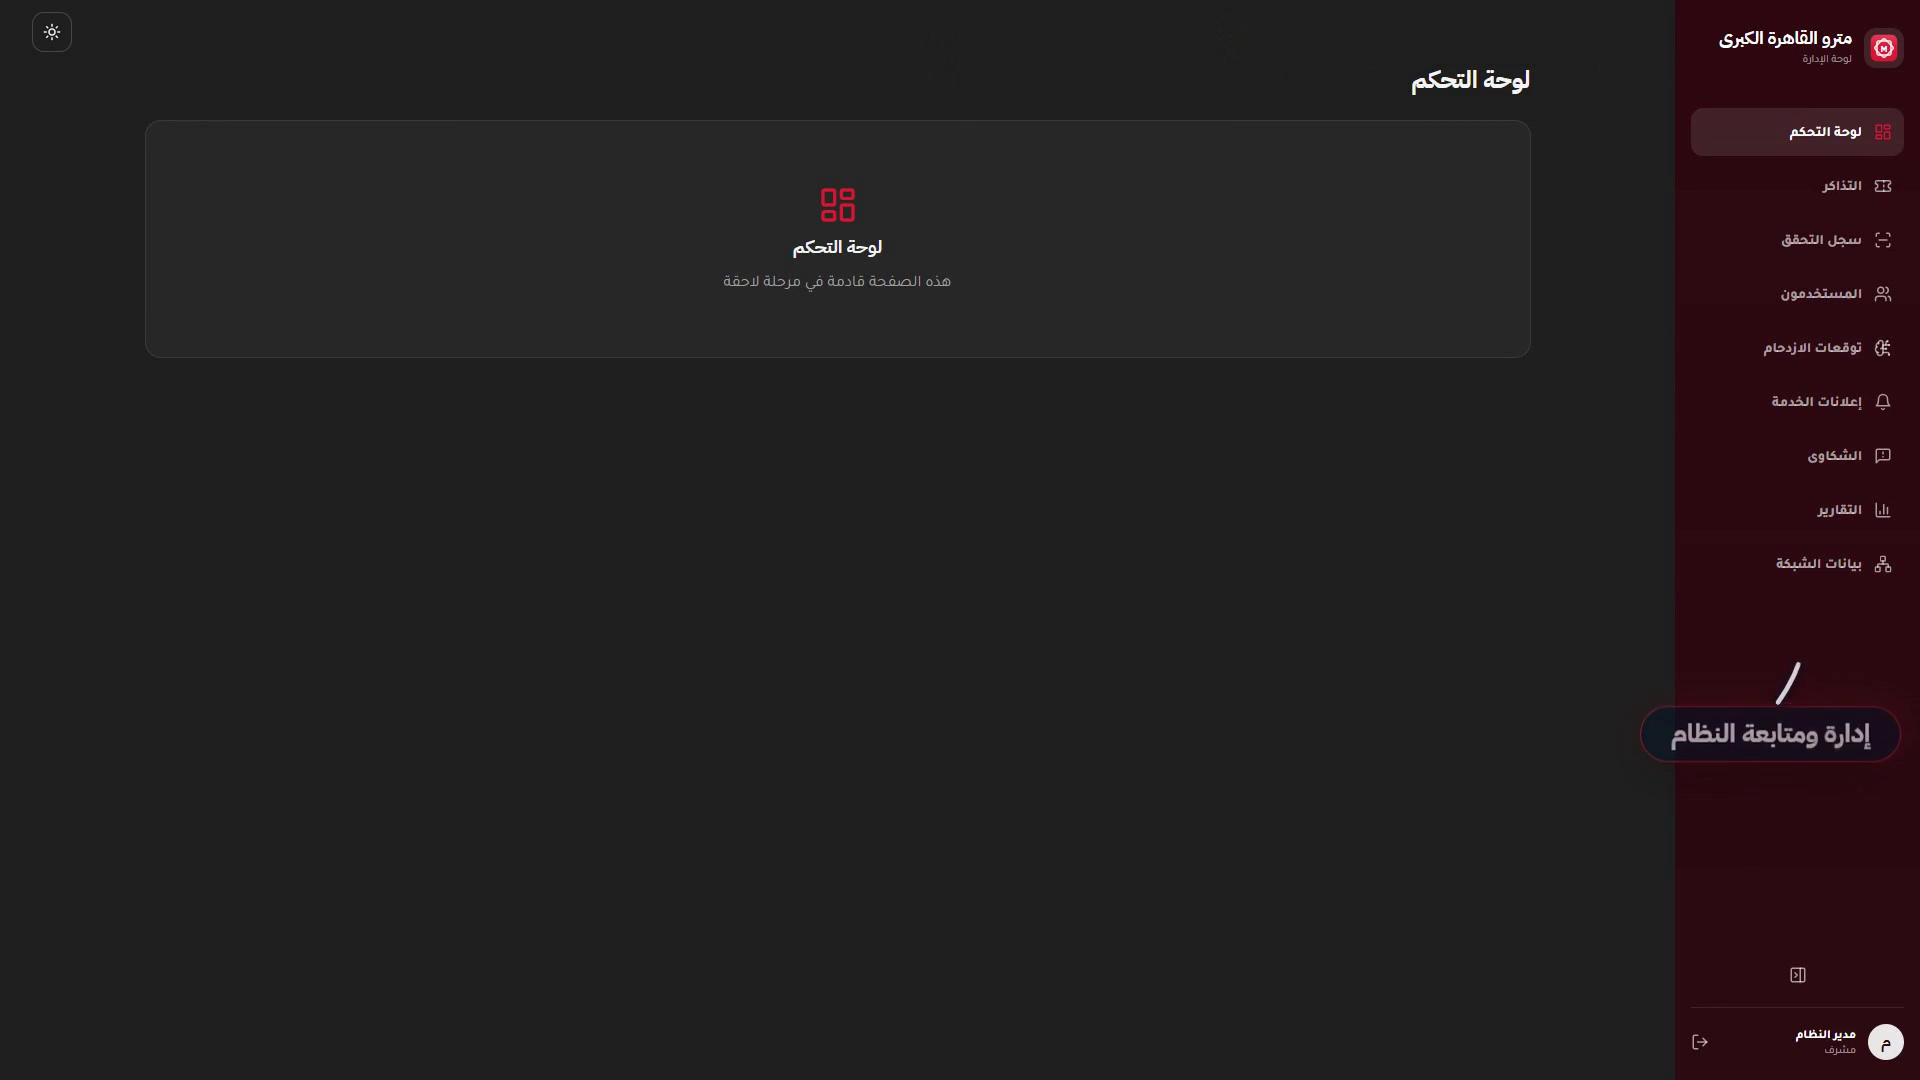 مترو القاهرة الكبرى
لوحة الإدارة
لوحة التحكم
التذاكر
سجل التحقق
المستخدمون
توقعات الازدحام
إعلانات الخدمة
الشكاوى
التقارير
بيانات الشبكة
إدارة ومتابعة النظام
مدير النظام
مشرف
م
لوحة التحكم
لوحة التحكم
هذه الصفحة قادمة في مرحلة لاحقة